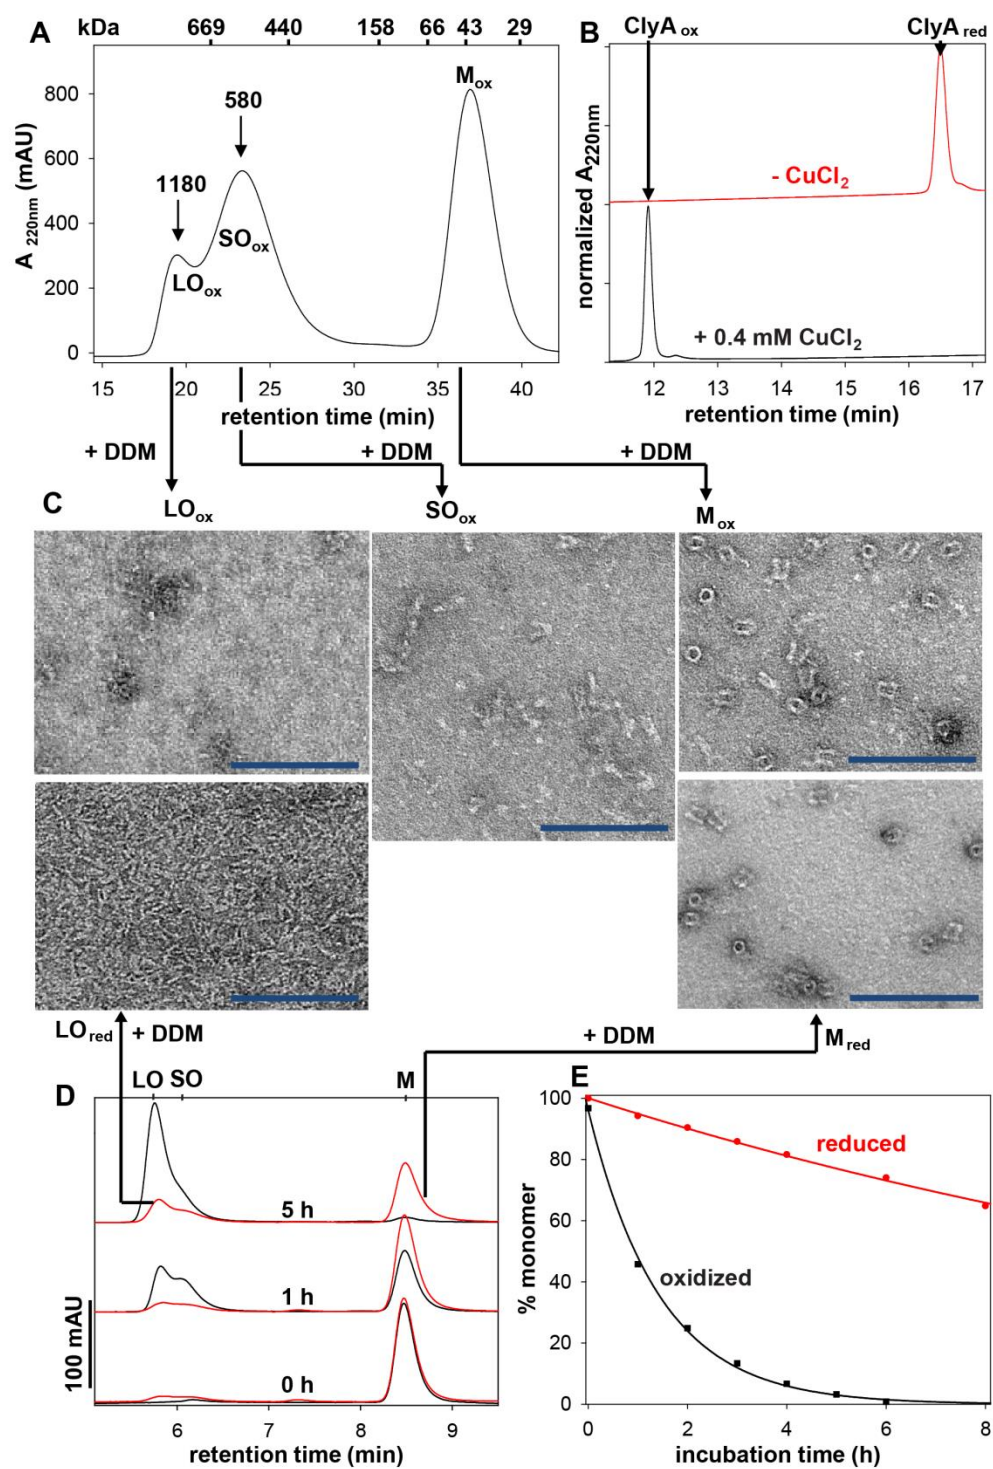 A kDa 669 440 158 66 43 29
A 220nm (mAU)
800
600
400
200
0
1180
580
LOox
SOox
Mox
15 20 25 30 35 40
retention time (min)
B ClyA ox ClyA red
normalized A220nm
- CuCl2
+ 0.4 mM CuCl2
12 13 14 15 16 17
retention time (min)
+ DDM + DDM + DDM
C LOox SOox Mox
LO red + DDM
+ DDM M red
D LO SO M
5 h
1 h
0 h
100 mAU
6 7 8 9
retention time (min)
E
% monomer
100
80
60
40
20
0
reduced
oxidized
0 2 4 6 8
incubation time (h)